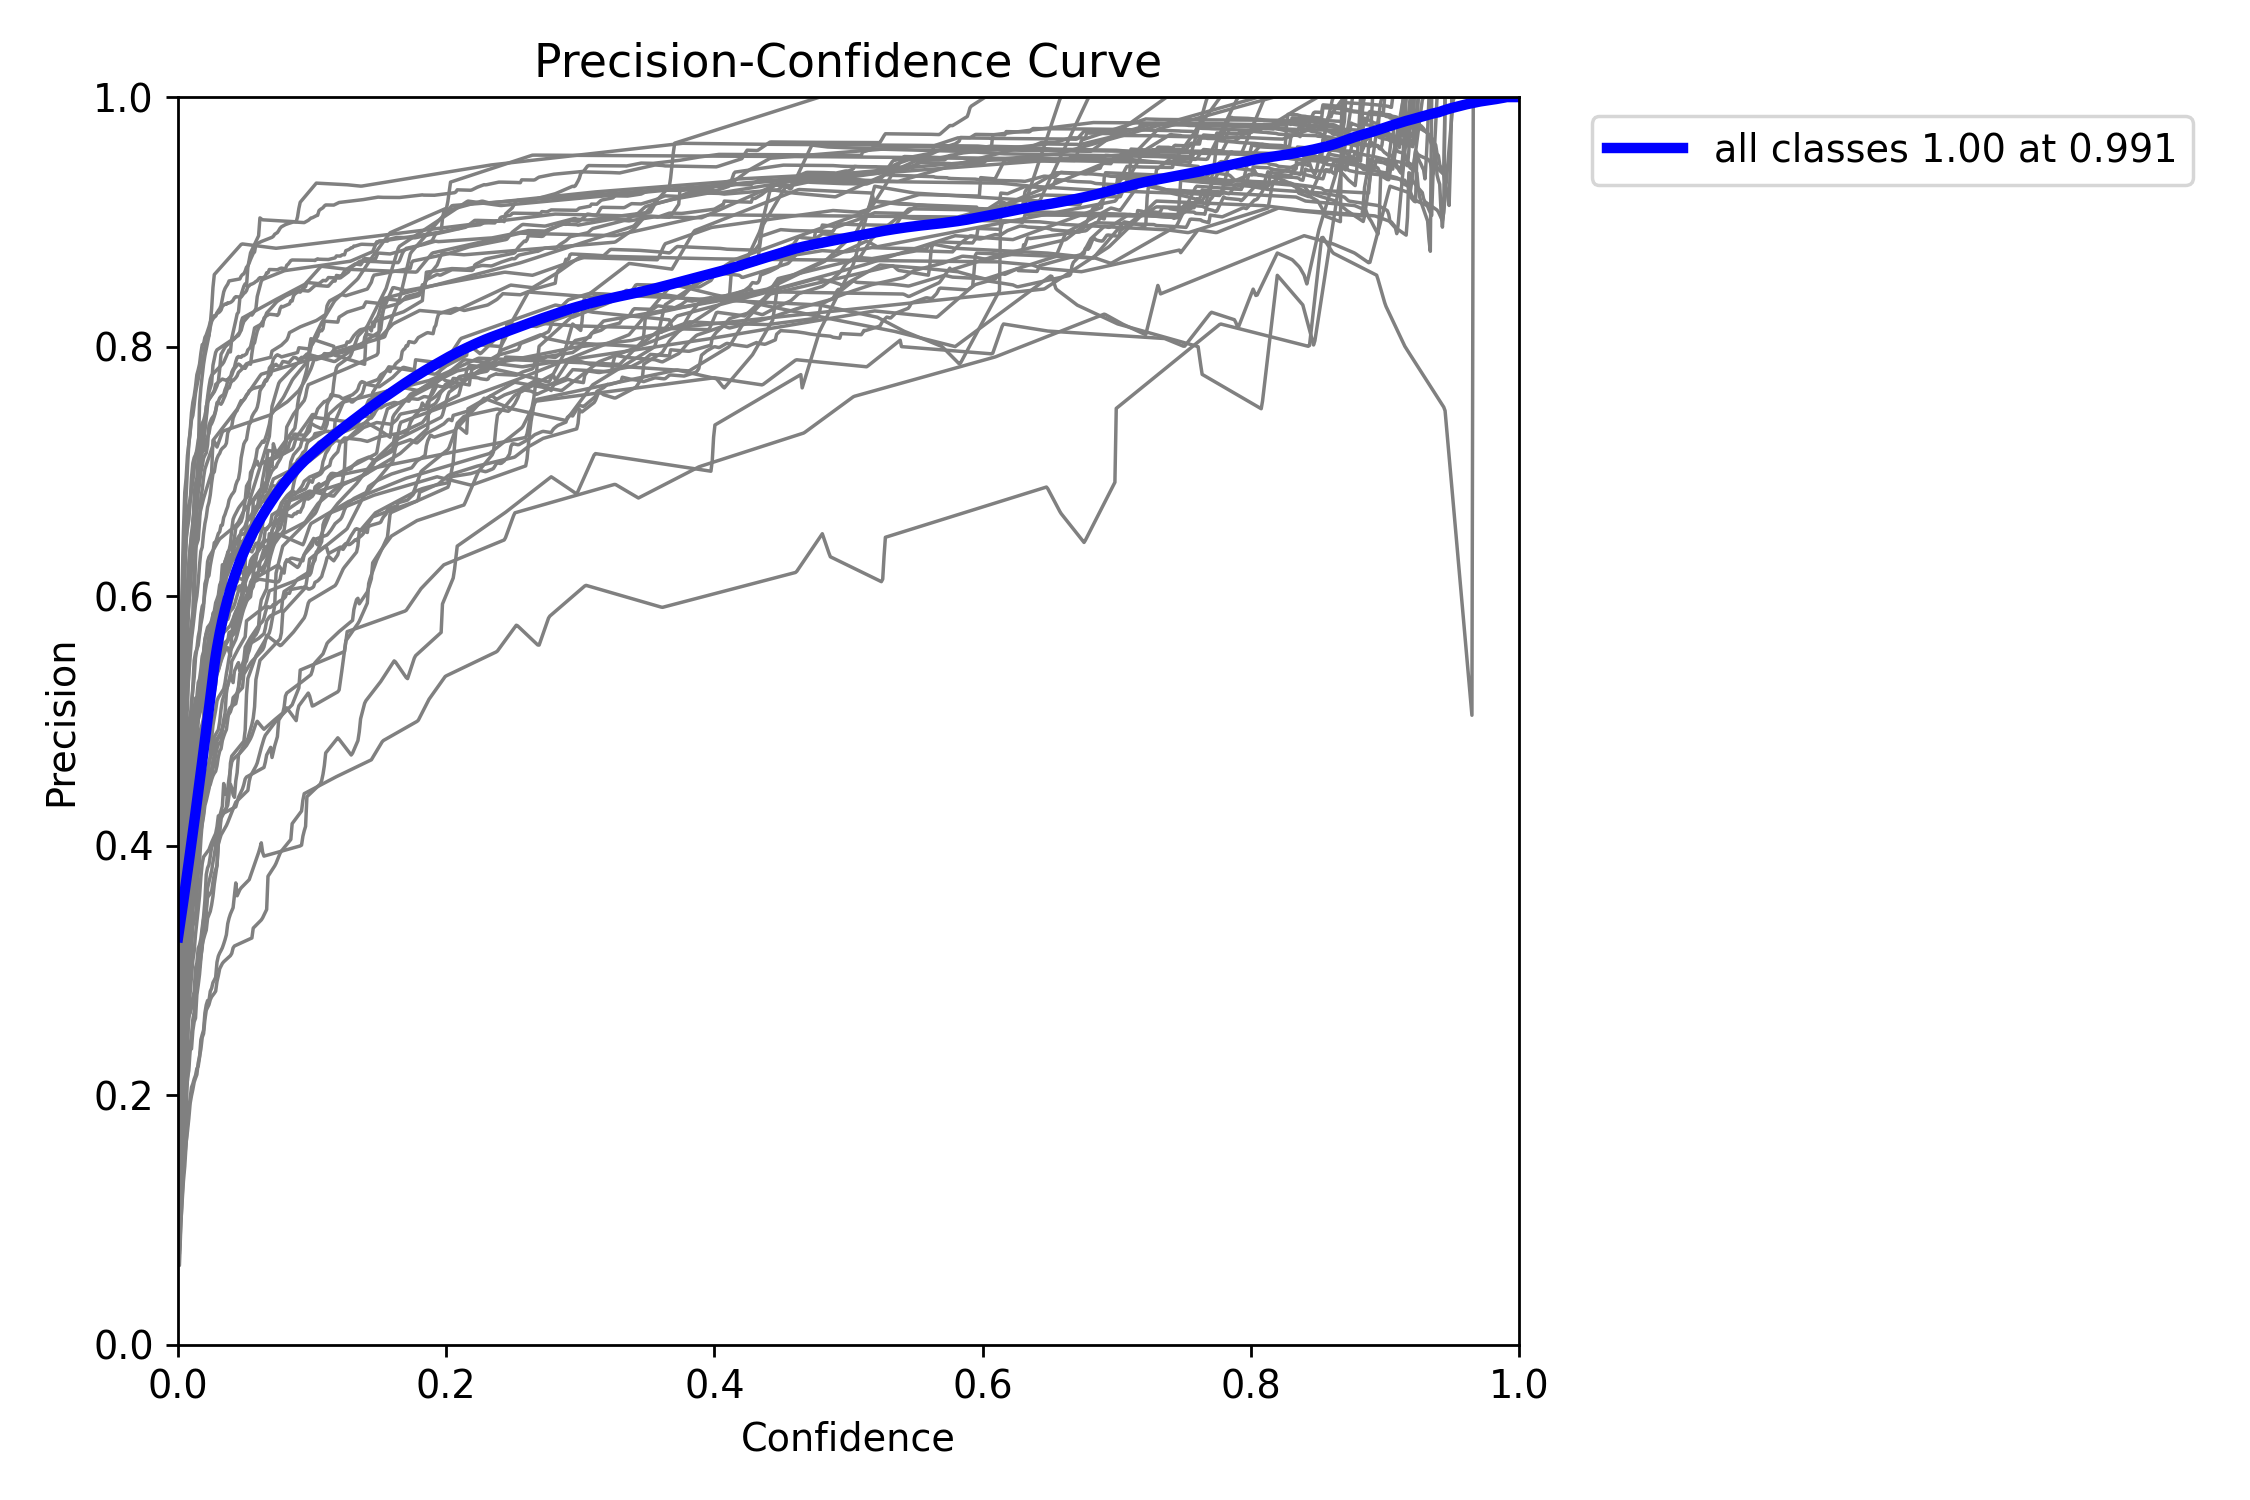 Precision-Confidence Curve
all classes 1.00 at 0.991
Precision
1.0
0.8
0.6
0.4
0.2
0.0
0.0 0.2 0.4 0.6 0.8 1.0
Confidence